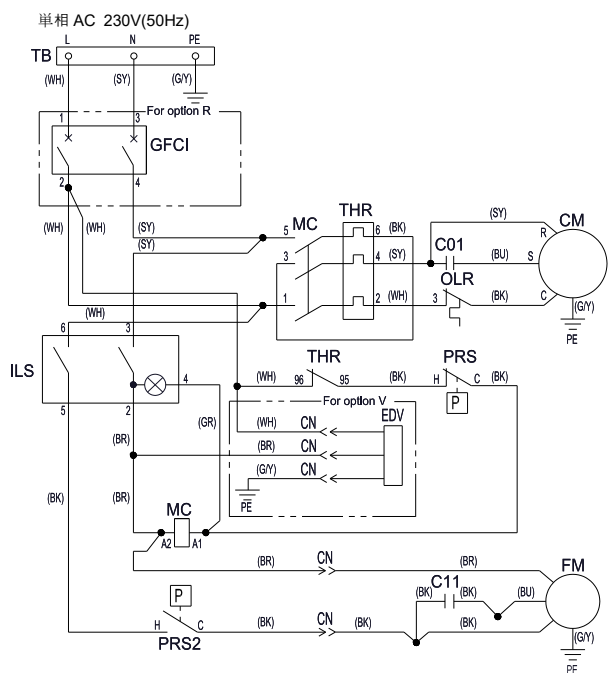 単相 AC 230V(50Hz)
L N PE
TB
(WH) (SY) (G/Y)
For option R
1 3
GFCI
2 4
(WH) (WH) (SY)
(SY)
5 MC THR 6 (BK)
3 4 (SY)
1 2 (WH)
(SY)
C01 (BU)
OLR
3 (BK)
R CM
S
C
(G/Y)
PE
(WH)
6 3
ILS
4
5 2
(GR)
(BR)
(WH) 96 THR 95 (BK) H PRS C (BK)
P
For option V
EDV
(WH) CN
(BR) CN
(G/Y) CN
PE
(BK) (BR)
MC
A2 A1
(BR) CN (BR)
FM
C11
(BK) (BK) (BU)
P
H C (BK) CN (BK) (BK)
PRS2
(G/Y)
PE